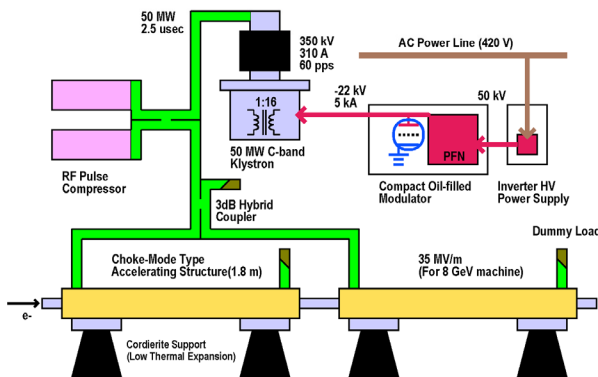 50 MW
2.5 usec
350 kV
310 A
60 pps
AC Power Line (420 V)
-22 kV
5 kA
50 kV
1:16
PFN
50 MW C-band
Klystron
RF Pulse
Compressor
Compact Oil-filled
Modulator
Inverter HV
Power Supply
3dB Hybrid
Coupler
Dummy Load
Choke-Mode Type
Accelerating Structure(1.8 m)
35 MV/m
(For 8 GeV machine)
e-
Cordierite Support
(Low Thermal Expansion)